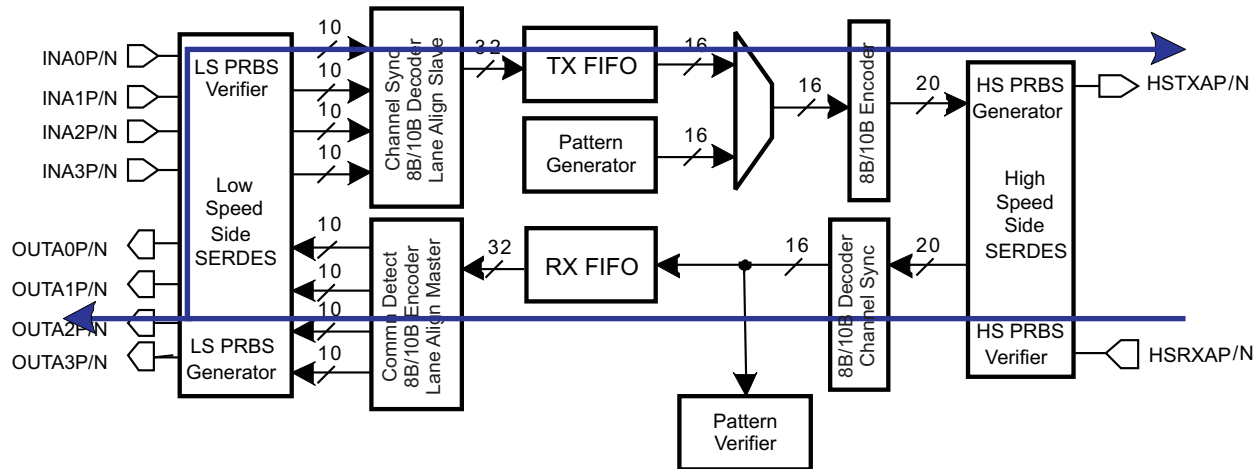 INA0P/N
INA1P/N
INA2P/N
INA3P/N
OUTA0P/N
OUTA1P/N
OUTA2P/N
OUTA3P/N
LS PRBS
Verifier
Low
Speed
Side
SERDES
LS PRBS
Generator
10
10
10
10
10
10
10
10
Channel Sync
8B/10B Decoder
Lane Align Slave
Commn Detect
8B/10B Encoder
Lane Align Master
32
32
TX FIFO
Pattern
Generator
RX FIFO
16
16
16
16
Pattern
Verifier
8B/10B Encoder
8B/10B Decoder
Channel Sync
20
20
HS PRBS
Generator
High
Speed
Side
SERDES
HS PRBS
Verifier
HSTXAP/N
HSRXAP/N